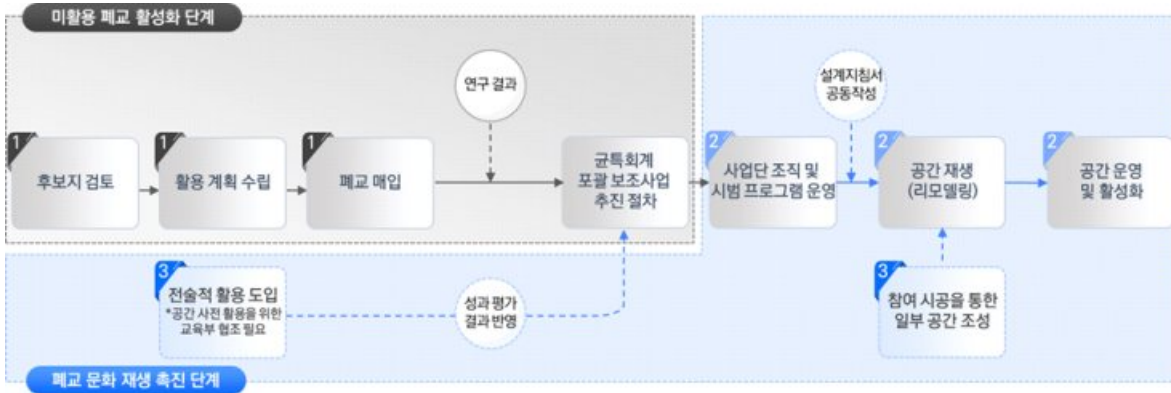 미활용 폐교 활성화 단계
연구 결과
설계지침서
공동작성
1
후보지 검토
1
활용 계획 수립
1
폐교 매입
균특회계
포괄 보조사업
추진 절차
2
사업단 조직 및
시범 프로그램 운영
2
공간 재생
(리모델링)
2
공간 운영
및 활성화
3
전술적 활용 도입
*공간 사전 활용을 위한
교육부 협조 필요
성과 평가
결과 반영
3
참여 시공을 통한
일부 공간 조성
폐교 문화 재생 촉진 단계